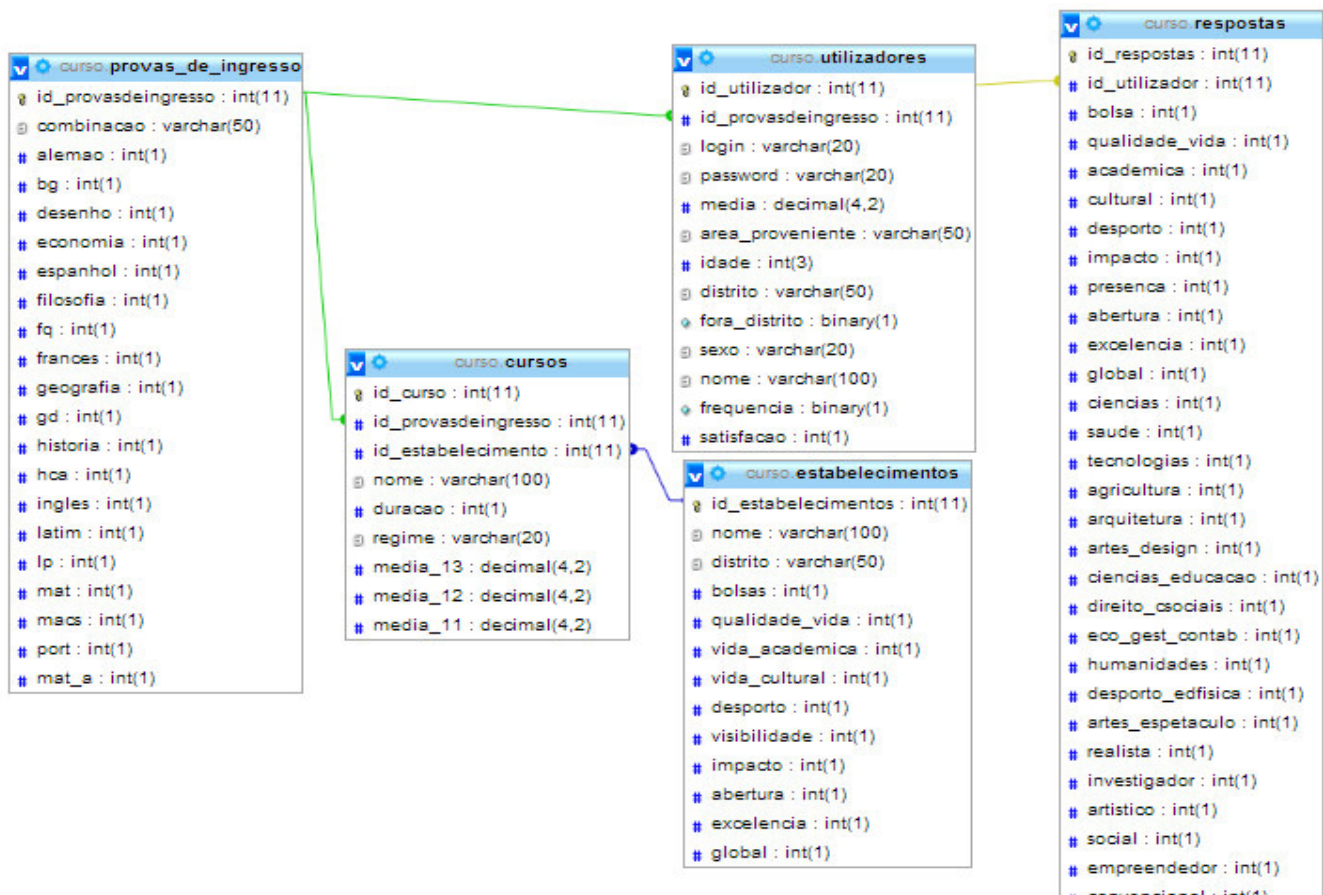 curso.provas_de_ingresso
id_provasdeingresso : int(11)
combinacao : varchar(50)
# alemao : int(1)
# bg : int(1)
# desenho : int(1)
# economia : int(1)
# espanhol : int(1)
# filosofia : int(1)
# fq : int(1)
# frances : int(1)
# geografia : int(1)
# gd : int(1)
# historia : int(1)
# hca : int(1)
# ingles : int(1)
# latim : int(1)
# lp : int(1)
# mat : int(1)
# macs : int(1)
# port : int(1)
# mat_a : int(1)
curso.cursos
id_curso : int(11)
# id_provasdeingresso : int(11)
# id_estabelecimento : int(11)
nome : varchar(100)
# duracao : int(1)
regime : varchar(20)
# media_13 : decimal(4,2)
# media_12 : decimal(4,2)
# media_11 : decimal(4,2)
curso.utilizadores
id_utilizador : int(11)
# id_provasdeingresso : int(11)
login : varchar(20)
password : varchar(20)
# media : decimal(4,2)
area_proveniente : varchar(50)
# idade : int(3)
distrito : varchar(50)
fora_distrito : binary(1)
sexo : varchar(20)
nome : varchar(100)
frequencia : binary(1)
# satisfacao : int(1)
curso.estabelecimentos
id_estabelecimentos : int(11)
nome : varchar(100)
distrito : varchar(50)
# bolsas : int(1)
# qualidade_vida : int(1)
# vida_academica : int(1)
# vida_cultural : int(1)
# desporto : int(1)
# visibilidade : int(1)
# impacto : int(1)
# abertura : int(1)
# excelencia : int(1)
# global : int(1)
curso.respostas
id_respostas : int(11)
# id_utilizador : int(11)
# bolsa : int(1)
# qualidade_vida : int(1)
# academica : int(1)
# cultural : int(1)
# desporto : int(1)
# impacto : int(1)
# presenca : int(1)
# abertura : int(1)
# excelencia : int(1)
# global : int(1)
# ciencias : int(1)
# saude : int(1)
# tecnologias : int(1)
# agricultura : int(1)
# arquitetura : int(1)
# artes_design : int(1)
# ciencias_educacao : int(1)
# direito_csociais : int(1)
# eco_gest_contab : int(1)
# humanidades : int(1)
# desporto_edfisica : int(1)
# artes_espetaculo : int(1)
# realista : int(1)
# investigador : int(1)
# artistico : int(1)
# social : int(1)
# empreendedor : int(1)